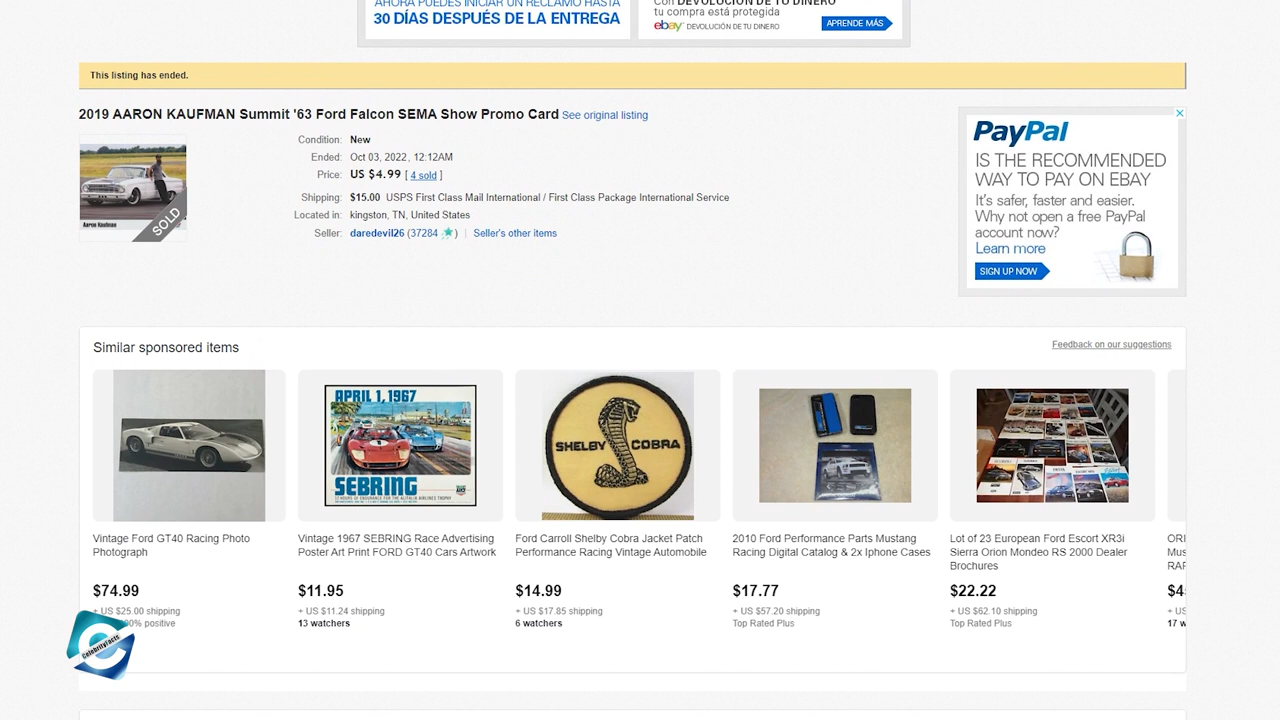 AHORA PUEDES INICIAR UN RECLAMO HASTA
30 DÍAS DESPUÉS DE LA ENTREGA
Con DEVOLUCIÓN DE TU DINERO
tu compra está protegida
ebay DEVOLUCIÓN DE TU DINERO
APRENDE MÁS
This listing has ended.
2019 AARON KAUFMAN Summit '63 Ford Falcon SEMA Show Promo Card See original listing
Aaron Kaufman
SOLD
Condition: New
Ended: Oct 03, 2022, 12:12AM
Price: US $4.99 [ 4 sold ]
Shipping: $15.00 USPS First Class Mail International / First Class Package International Service
Located in: kingston, TN, United States
Seller: daredevil26 (37284 ) | Seller's other items
PayPal
IS THE RECOMMENDED
WAY TO PAY ON EBAY
It's safer, faster and easier.
Why not open a free PayPal
account now?
Learn more
SIGN UP NOW
Similar sponsored items
Feedback on our suggestions
APRIL 1, 1967
SEBRING
SHELBY COBRA
Vintage Ford GT40 Racing Photo
Photograph
$74.99
+ US $25.00 shipping
positive
Vintage 1967 SEBRING Race Advertising
Poster Art Print FORD GT40 Cars Artwork
$11.95
+ US $11.24 shipping
13 watchers
Ford Carroll Shelby Cobra Jacket Patch
Performance Racing Vintage Automobile
$14.99
+ US $17.85 shipping
6 watchers
2010 Ford Performance Parts Mustang
Racing Digital Catalog & 2x Iphone Cases
$17.77
+ US $57.20 shipping
Top Rated Plus
Lot of 23 European Ford Escort XR3i
Sierra Orion Mondeo RS 2000 Dealer
Brochures
$22.22
+ US $62.10 shipping
Top Rated Plus
ORI
Mus
RAF
$4
+ US
17 w
CelebrityFacts